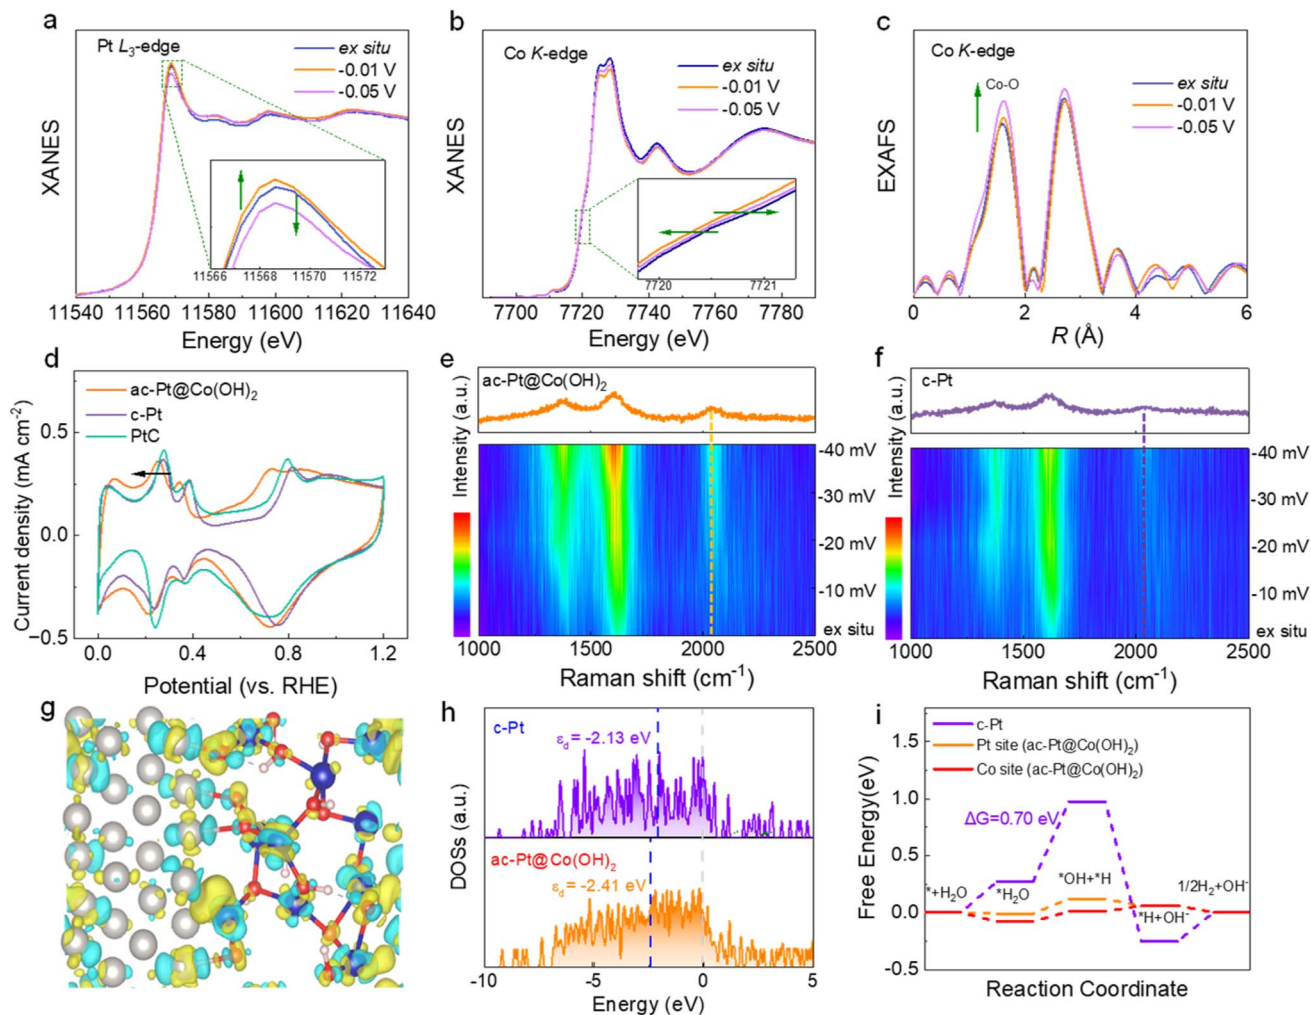 a
Pt L3-edge
ex situ
-0.01 V
-0.05 V
XANES
11566 11568 11570 11572
11540 11560 11580 11600 11620 11640
Energy (eV)
b
Co K-edge
ex situ
-0.01 V
-0.05 V
XANES
7720 7721
7700 7720 7740 7760 7780
Energy (eV)
c
Co K-edge
Co-O
ex situ
-0.01 V
-0.05 V
EXAFS
0 2 4 6
R (Å)
d
ac-Pt@Co(OH)2
c-Pt
PtC
Current density (mA cm-2)
0.5
0.0
-0.5
0.0 0.4 0.8 1.2
Potential (vs. RHE)
e
ac-Pt@Co(OH)2
Intensity (a.u.)
-40 mV
-30 mV
-20 mV
-10 mV
ex situ
1000 1500 2000 2500
Raman shift (cm-1)
f
c-Pt
Intensity (a.u.)
-40 mV
-30 mV
-20 mV
-10 mV
ex situ
1000 1500 2000 2500
Raman shift (cm-1)
g
h
c-Pt
εd= -2.13 eV
ac-Pt@Co(OH)2
εd= -2.41 eV
DOSs (a.u.)
-10 -5 0 5
Energy (eV)
i
c-Pt
Pt site (ac-Pt@Co(OH)2)
Co site (ac-Pt@Co(OH)2)
Free Energy(eV)
1.5
1.0
0.5
0.0
-0.5
ΔG=0.70 eV
*+H2O
*H2O
*OH+*H
*H+OH-
1/2H2+OH-
Reaction Coordinate